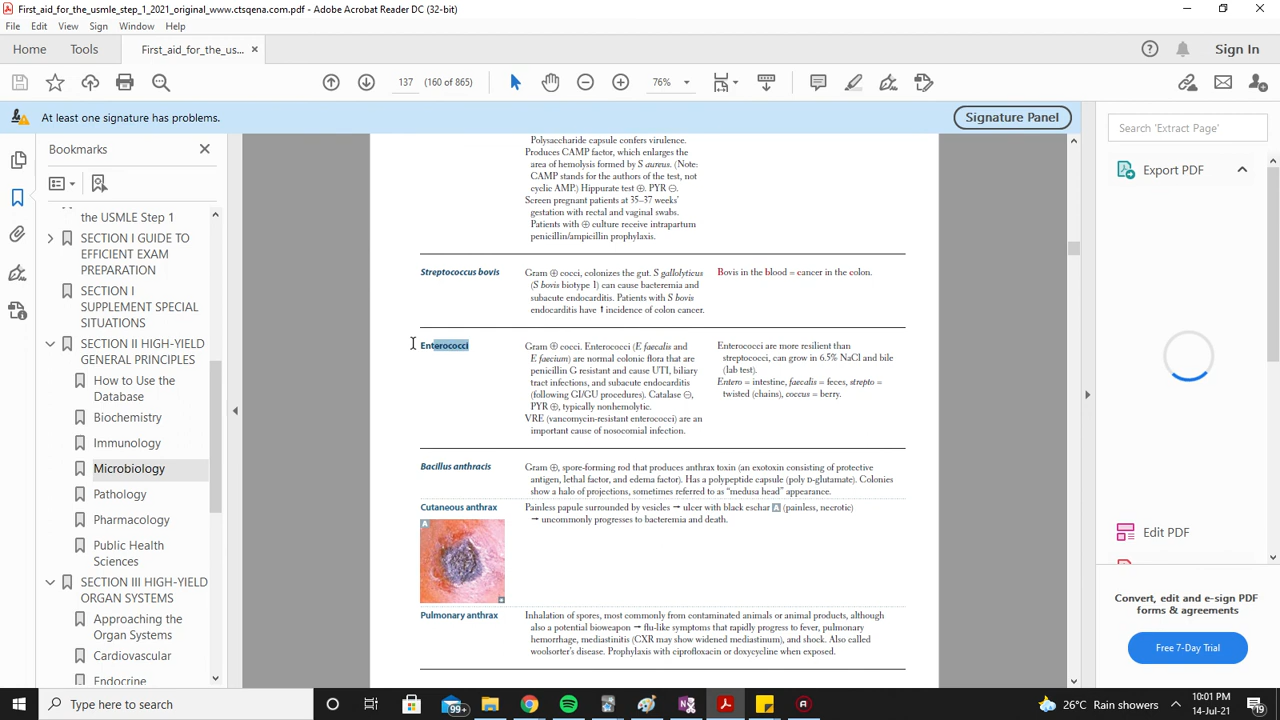 First_aid_for_the_usmle_step_1_2021_original_www.ctsqena.com.pdf - Adobe Acrobat Reader DC (32-bit)
File Edit View Sign Window Help
Home Tools First_aid_for_the_us... × Sign In
137 (160 of 865) 76%
At least one signature has problems. Signature Panel
Bookmarks
the USMLE Step 1
SECTION I GUIDE TO
EFFICIENT EXAM
PREPARATION
SECTION I
SUPPLEMENT SPECIAL
SITUATIONS
SECTION II HIGH-YIELD
GENERAL PRINCIPLES
How to Use the
Database
Biochemistry
Immunology
Microbiology
Pathology
Pharmacology
Public Health
Sciences
SECTION III HIGH-YIELD
ORGAN SYSTEMS
Approaching the
Organ Systems
Cardiovascular
Endocrine
Polysaccharide capsule confers virulence.
Produces CAMP factor, which enlarges the
area of hemolysis formed by S aureus. (Note:
CAMP stands for the authors of the test, not
cyclic AMP.) Hippurate test ⊕. PYR ⊖.
Screen pregnant patients at 35–37 weeks'
gestation with rectal and vaginal swabs.
Patients with ⊕ culture receive intrapartum
penicillin/ampicillin prophylaxis.
Streptococcus bovis
Gram ⊕ cocci, colonizes the gut. S gallolyticus
(S bovis biotype 1) can cause bacteremia and
subacute endocarditis. Patients with S bovis
endocarditis have ↑ incidence of colon cancer.
Bovis in the blood = cancer in the colon.
Enterococci
Gram ⊕ cocci. Enterococci (E faecalis and
E faecium) are normal colonic flora that are
penicillin G resistant and cause UTI, biliary
tract infections, and subacute endocarditis
(following GI/GU procedures). Catalase ⊖,
PYR ⊕, typically nonhemolytic.
VRE (vancomycin-resistant enterococci) are an
important cause of nosocomial infection.
Enterococci are more resilient than
streptococci, can grow in 6.5% NaCl and bile
(lab test).
Entero = intestine, faecalis = feces, strepto =
twisted (chains), coccus = berry.
Bacillus anthracis
Gram ⊕, spore-forming rod that produces anthrax toxin (an exotoxin consisting of protective
antigen, lethal factor, and edema factor). Has a polypeptide capsule (poly D-glutamate). Colonies
show a halo of projections, sometimes referred to as “medusa head” appearance.
Cutaneous anthrax
Painless papule surrounded by vesicles → ulcer with black eschar A (painless, necrotic)
→ uncommonly progresses to bacteremia and death.
A
Pulmonary anthrax
Inhalation of spores, most commonly from contaminated animals or animal products, although
also a potential bioweapon → flu-like symptoms that rapidly progress to fever, pulmonary
hemorrhage, mediastinitis (CXR may show widened mediastinum), and shock. Also called
woolsorter's disease. Prophylaxis with ciprofloxacin or doxycycline when exposed.
Search 'Extract Page'
Export PDF
Edit PDF
Convert, edit and e-sign PDF
forms & agreements
Free 7-Day Trial
Type here to search
99+
26°C Rain showers
10:01 PM
14-Jul-21
19